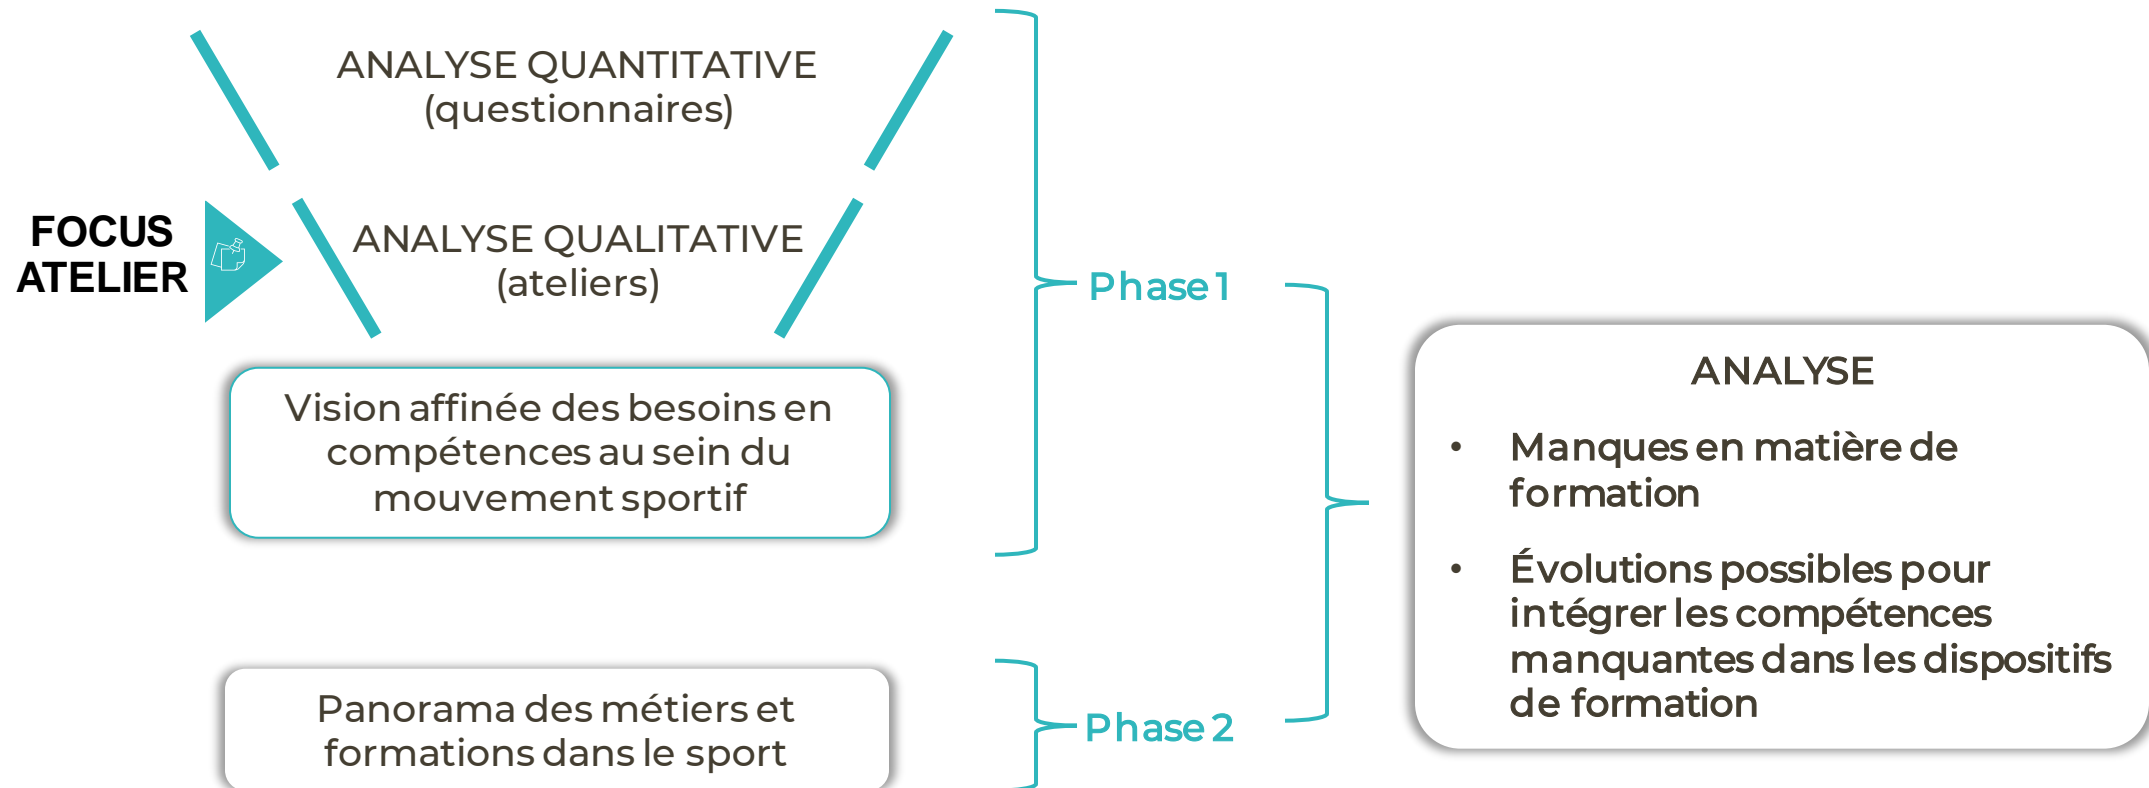 ANALYSE QUANTITATIVE
(questionnaires)
FOCUS
ATELIER
ANALYSE QUALITATIVE
(ateliers)
Vision affinée des besoins en
compétences au sein du
mouvement sportif
Phase 1
Panorama des métiers et
formations dans le sport
Phase 2
ANALYSE
• Manques en matière de
formation
• Évolutions possibles pour
intégrer les compétences
manquantes dans les dispositifs
de formation